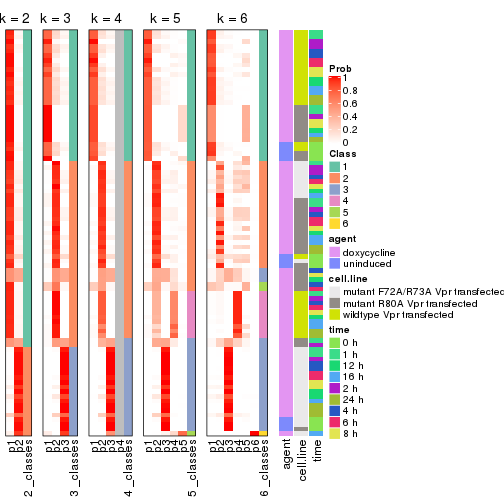 k = 2 k = 3 k = 4 k = 5 k = 6
Prob
1
0.8
0.6
0.4
0.2
0
Class
1
2
3
4
5
6
agent
doxycycline
uninduced
cell.line
mutant F72A/R73A Vpr transfected
mutant R80A Vpr transfected
wildtype Vpr transfected
time
0 h
1 h
12 h
16 h
2 h
24 h
4 h
6 h
8 h
p1 p2 2_classes p1 p2 p3 3_classes p1 p2 p3 p4 4_classes p1 p2 p3 p4 p5 5_classes p1 p2 p3 p4 p5 p6 6_classes agent cell.line time